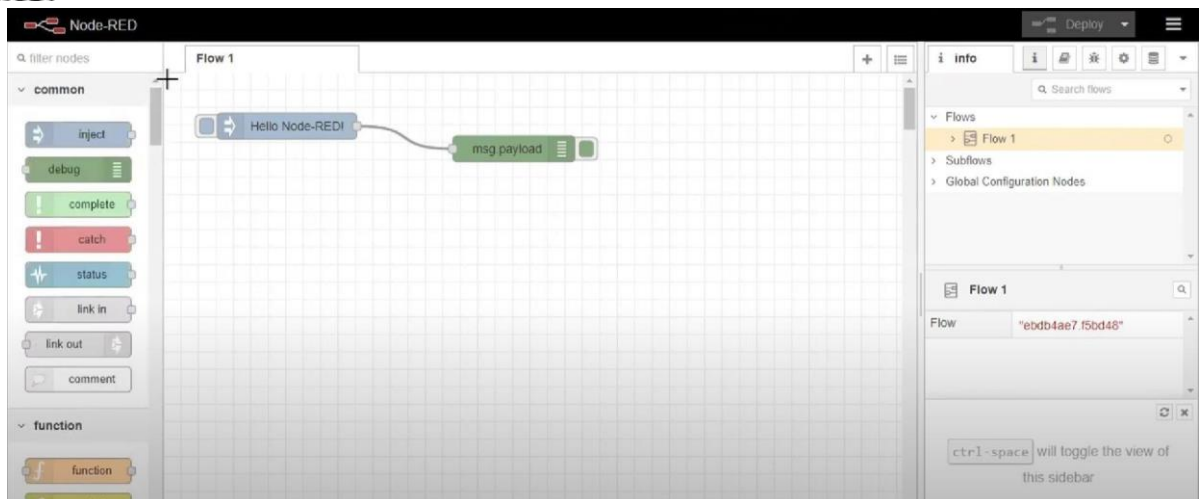 Node-RED
Deploy
filter nodes
Flow 1
i info
i
Search flows
common
inject
debug
complete
catch
status
link in
link out
comment
function
function
Hello Node-RED!
msg.payload
Flows
Flow 1
Subflows
Global Configuration Nodes
Flow 1
Flow "ebdb4ae7.f5bd48"
ctrl-space will toggle the view of
this sidebar